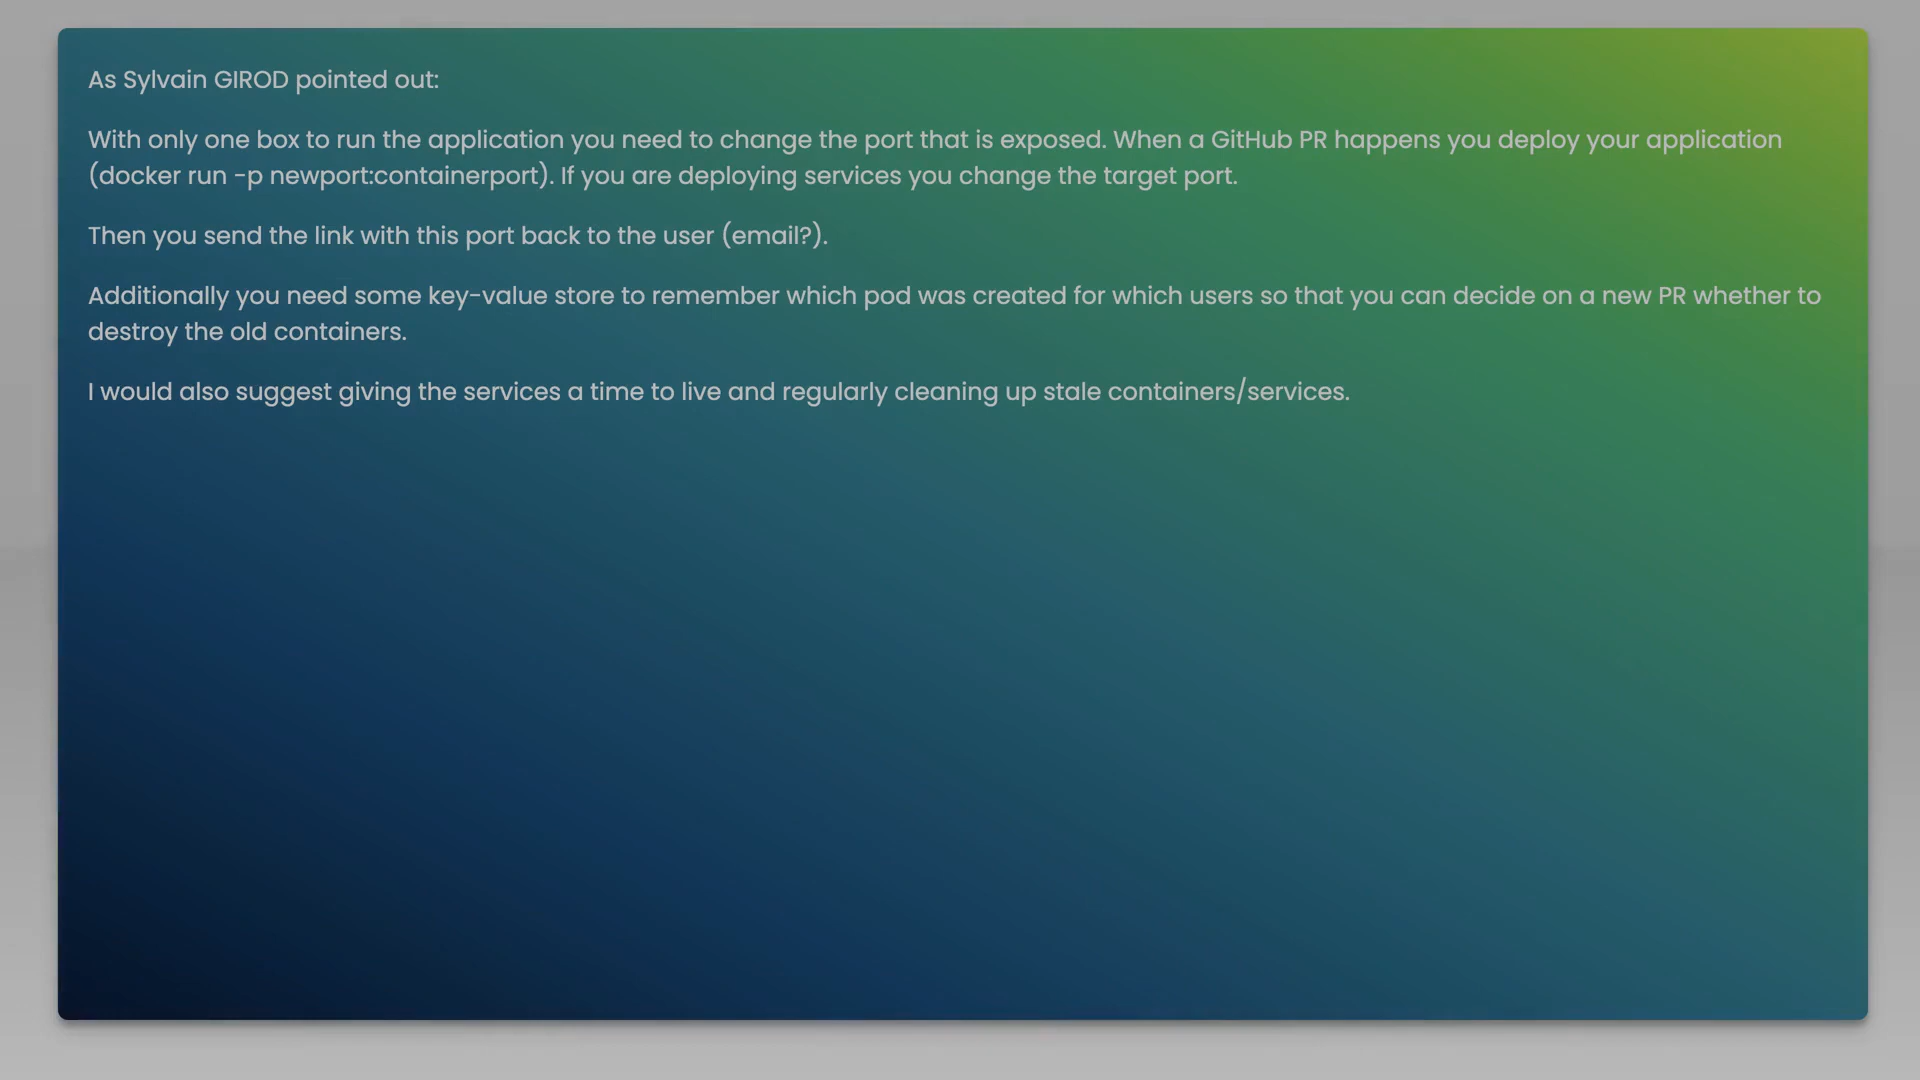 As Sylvain GIROD pointed out:
With only one box to run the application you need to change the port that is exposed. When a GitHub PR happens you deploy your application
(docker run -p newport:containerport). If you are deploying services you change the target port.
Then you send the link with this port back to the user (email?).
Additionally you need some key-value store to remember which pod was created for which users so that you can decide on a new PR whether to
destroy the old containers.
I would also suggest giving the services a time to live and regularly cleaning up stale containers/services.